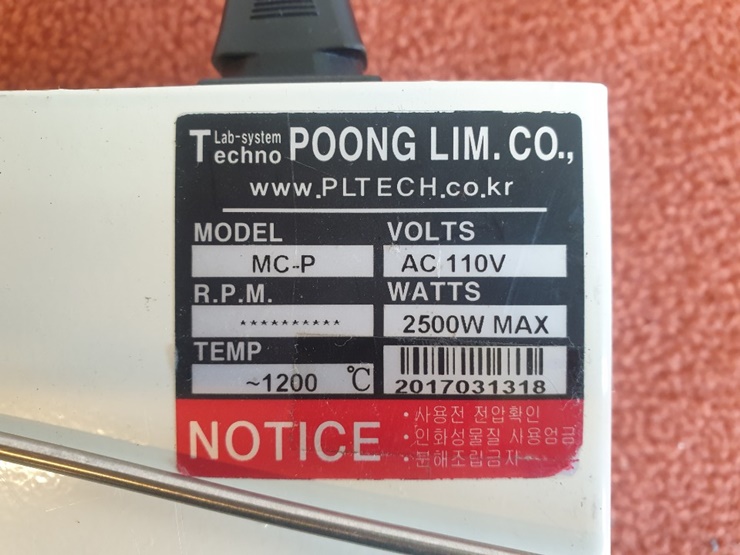 Lab-system
Techno POONG LIM. CO.,
www.PLTECH.co.kr
MODEL
MC-P
VOLTS
AC 110V
R.P.M.
**********
WATTS
2500W MAX
TEMP
~1200 ℃
2017031318
NOTICE
· 사용전 전압확인
· 인화성물질 사용엄금
· 분해조립금지